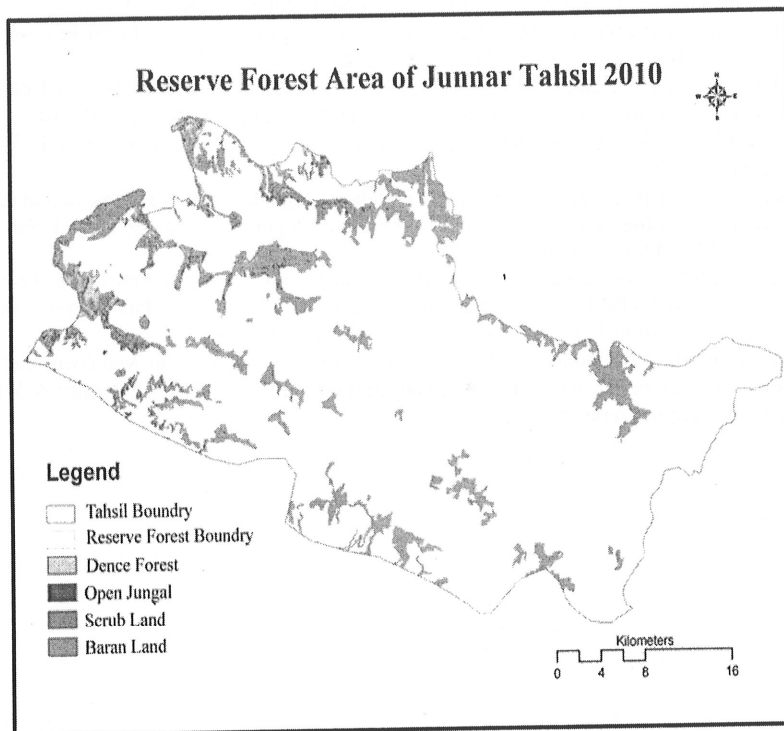 Reserve Forest Area of Junnar Tahsil 2010
N
W E
S
Legend
Tahsil Boundry
Reserve Forest Boundry
Dence Forest
Open Jungal
Scrub Land
Baran Land
Kilometers
0 4 8 16